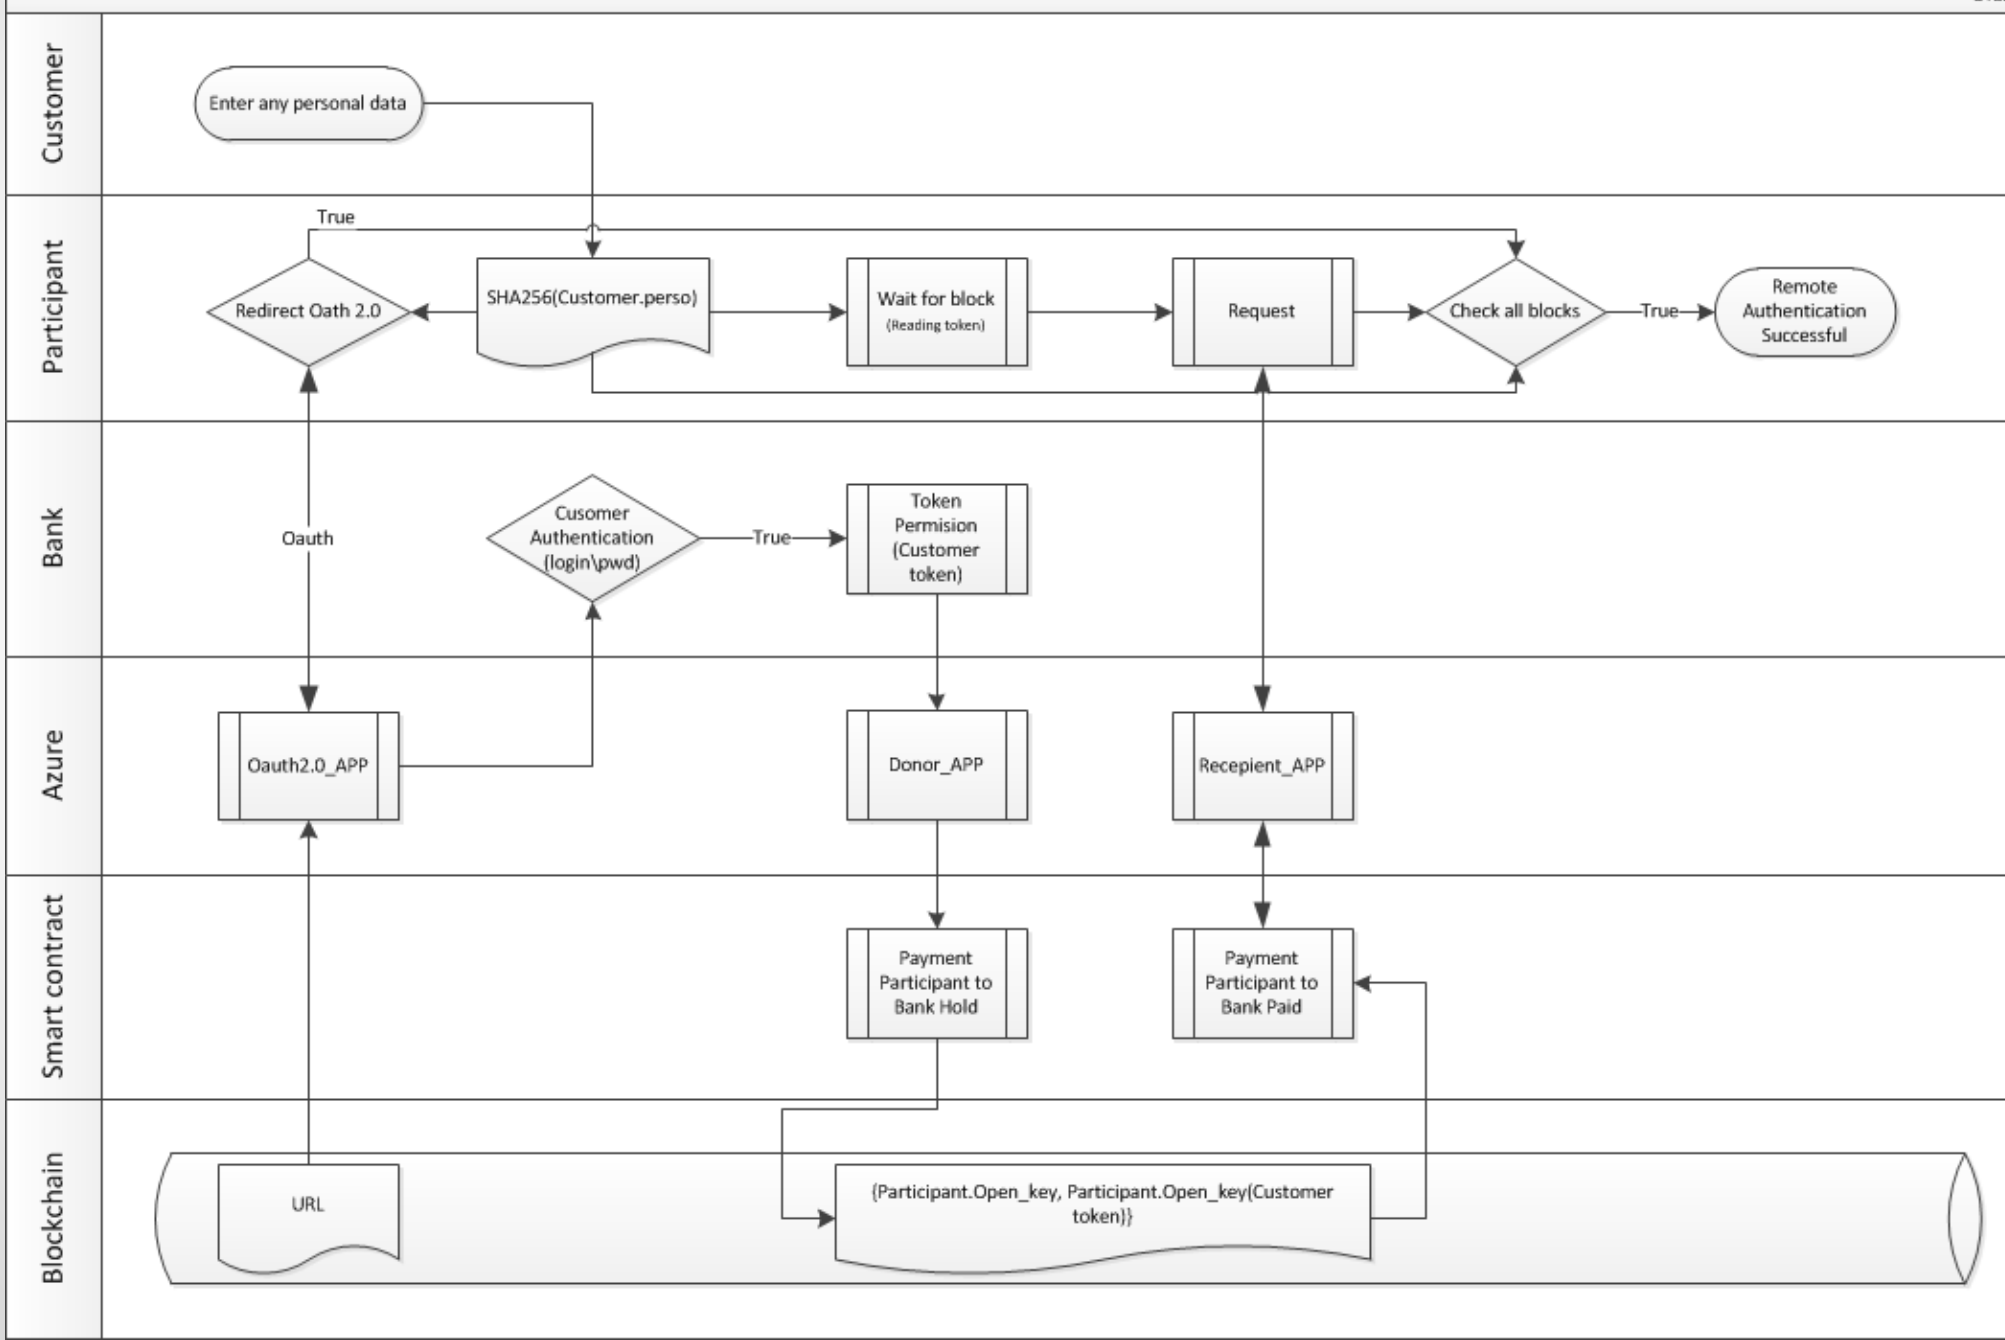 Customer
Enter any personal data
Participant
True
Redirect Oath 2.0
SHA256(Customer.perso)
Wait for block
(Reading token)
Request
Check all blocks
True
Remote
Authentication
Successful
Bank
Oauth
Cusomer
Authentication
(login\pwd)
True
Token
Permision
(Customer
token)
Azure
Oauth2.0_APP
Donor_APP
Recepient_APP
Smart contract
Payment
Participant to
Bank Hold
Payment
Participant to
Bank Paid
Blockchain
URL
{Participant.Open_key, Participant.Open_key(Customer
token)}